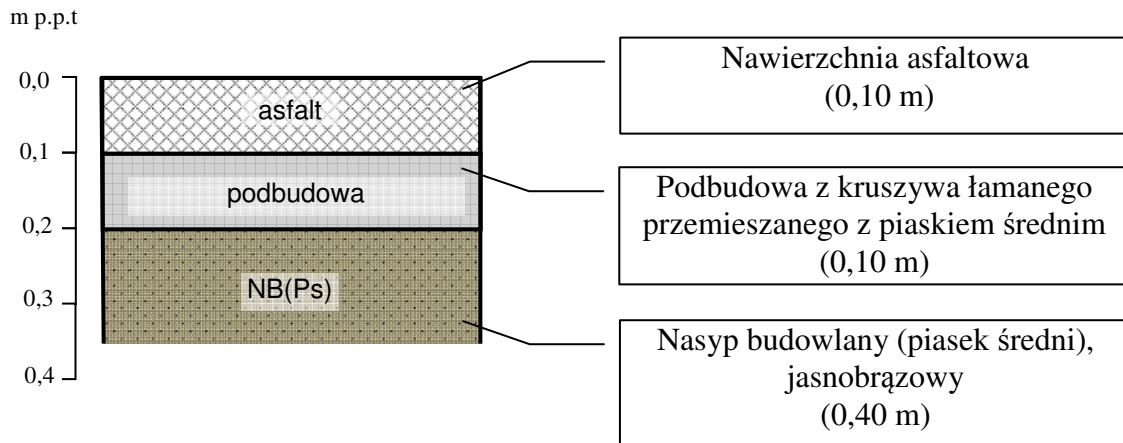 m p.p.t
0,0
0,1
0,2
0,3
0,4
asfalt
podbudowa
NB(Ps)
Nawierzchnia asfaltowa
(0,10 m)
Podbudowa z kruszywa łamanego
przemieszanego z piaskiem średnim
(0,10 m)
Nasyp budowlany (piasek średni),
jasnobrązowy
(0,40 m)